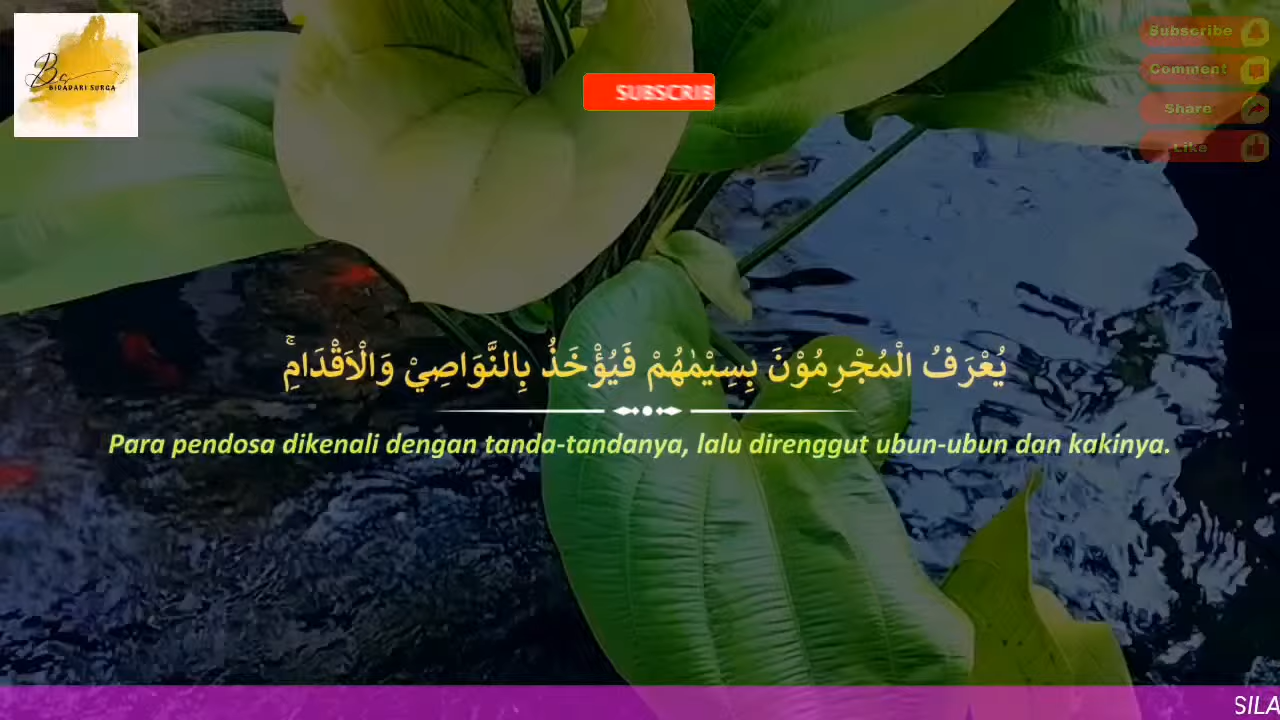 Bs
BIDADARI SURGA
SUBSCRIB
Subscribe
Comment
Share
Like
يُعْرَفُ الْمُجْرِمُوْنَ بِسِيْمٰهُمْ فَيُؤْخَذُ بِالنَّوَاصِيْ وَالْاَقْدَامِۚ
Para pendosa dikenali dengan tanda-tandanya, lalu direnggut ubun-ubun dan kakinya.
SILA